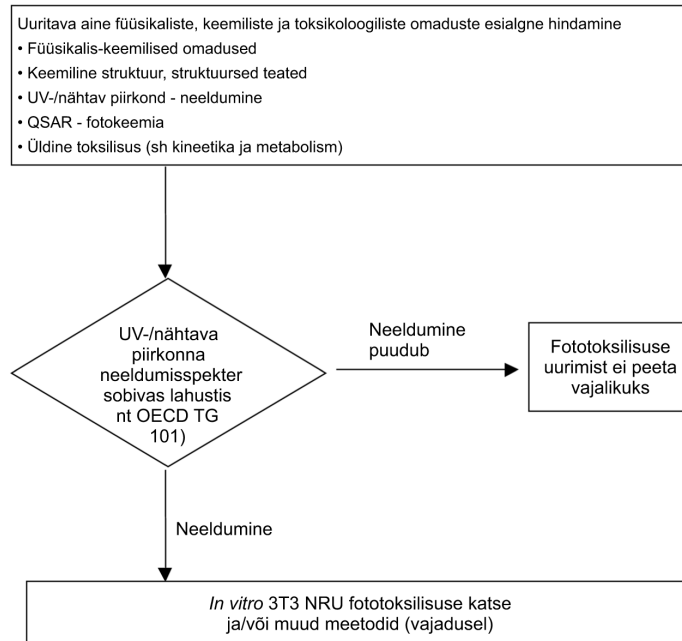 Uuritava aine füüsikaliste, keemiliste ja toksikoloogiliste omaduste esialgne hindamine
• Füüsikalis-keemilised omadused
• Keemiline struktuur, struktuursed teated
• UV-/nähtav piirkond - neeldumine
• QSAR - fotokeemia
• Üldine toksilisus (sh kineetika ja metabolism)
UV-/nähtava
piirkonna
neeldumisspekter
sobivas lahustis
nt OECD TG
101)
Neeldumine
puudub
Fototoksilisuse
uurimist ei peeta
vajalikuks
Neeldumine
In vitro 3T3 NRU fototoksilisuse katse
ja/või muud meetodid (vajadusel)